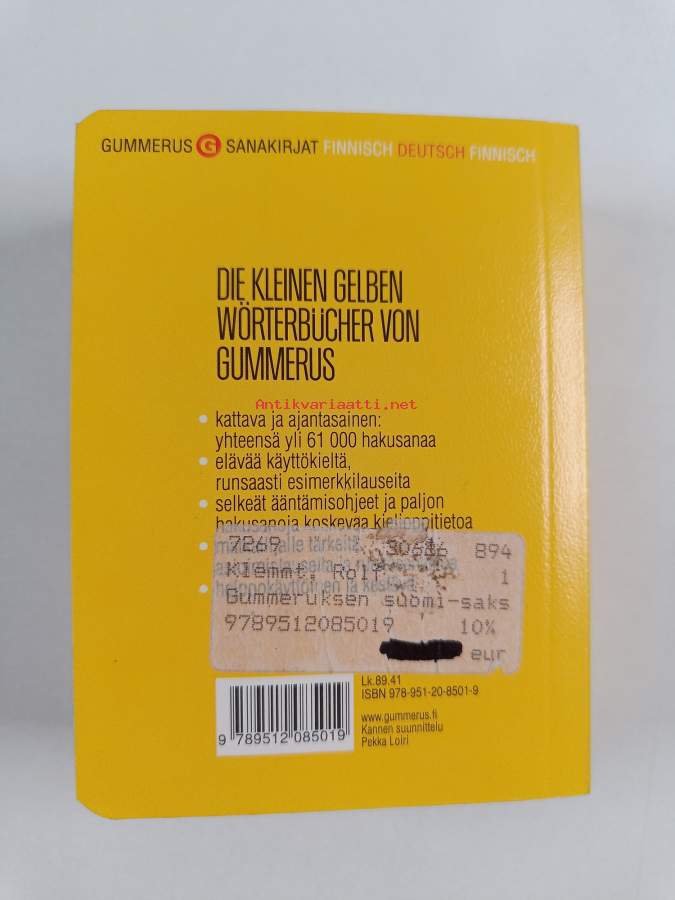 GUMMERUS G SANAKIRJAT FINNISCH DEUTSCH FINNISCH
DIE KLEINEN GELBEN
WÖRTERBÜCHER VON
GUMMERUS
Antikvariaatti.net
• kattava ja ajantasainen:
yhteensä yli 61 000 hakusanaa
• elävää käyttökieltä,
runsaasti esimerkkilauseita
• selkeät ääntämisohjeet ja paljon
hakusanoja koskevaa kielioppitietoa
7269 894
Klemmt, Rolf 1
Gummeruksen suomi-saks
9789512085019 10%
eur
Lk.89.41
ISBN 978-951-20-8501-9
www.gummerus.fi
Kannen suunnittelu
Pekka Loiri
9 789512 085019